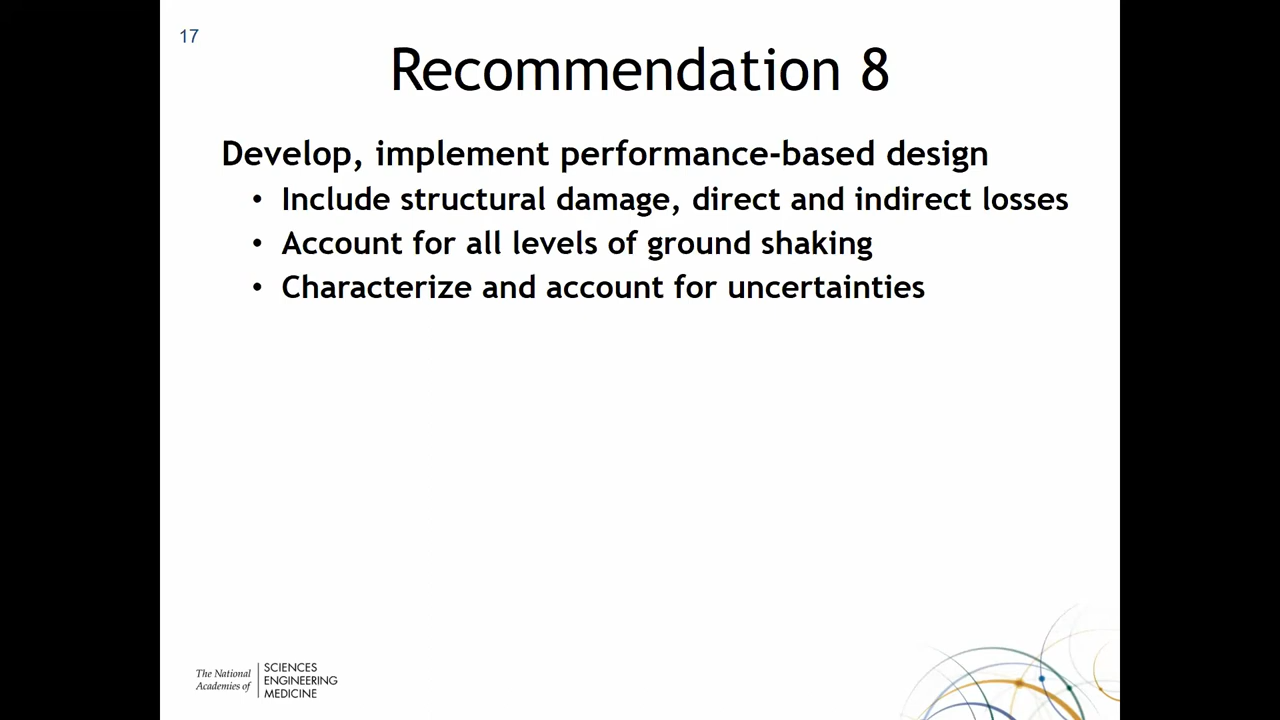 17
Recommendation 8
Develop, implement performance-based design
• Include structural damage, direct and indirect losses
• Account for all levels of ground shaking
• Characterize and account for uncertainties
The National
Academies of
SCIENCES
ENGINEERING
MEDICINE